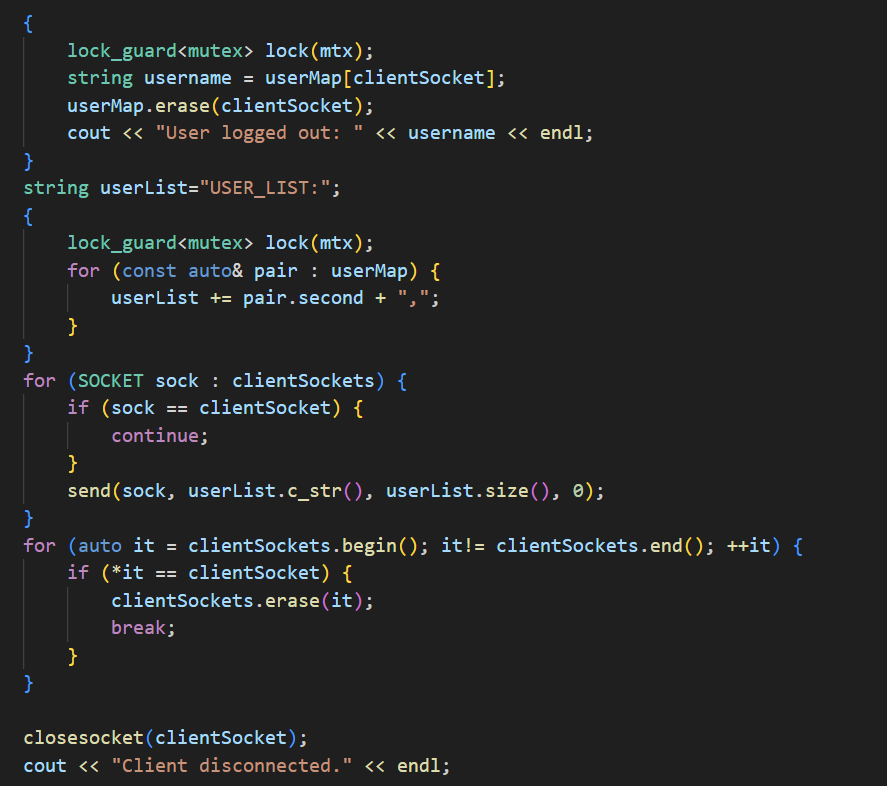 {
    lock_guard<mutex> lock(mtx);
    string username = userMap[clientSocket];
    userMap.erase(clientSocket);
    cout << "User logged out: " << username << endl;
}
string userList="USER_LIST:";
{
    lock_guard<mutex> lock(mtx);
    for (const auto& pair : userMap) {
        userList += pair.second + ",";
    }
}
for (SOCKET sock : clientSockets) {
    if (sock == clientSocket) {
        continue;
    }
    send(sock, userList.c_str(), userList.size(), 0);
}
for (auto it = clientSockets.begin(); it!= clientSockets.end(); ++it) {
    if (*it == clientSocket) {
        clientSockets.erase(it);
        break;
    }
}

closesocket(clientSocket);
cout << "Client disconnected." << endl;